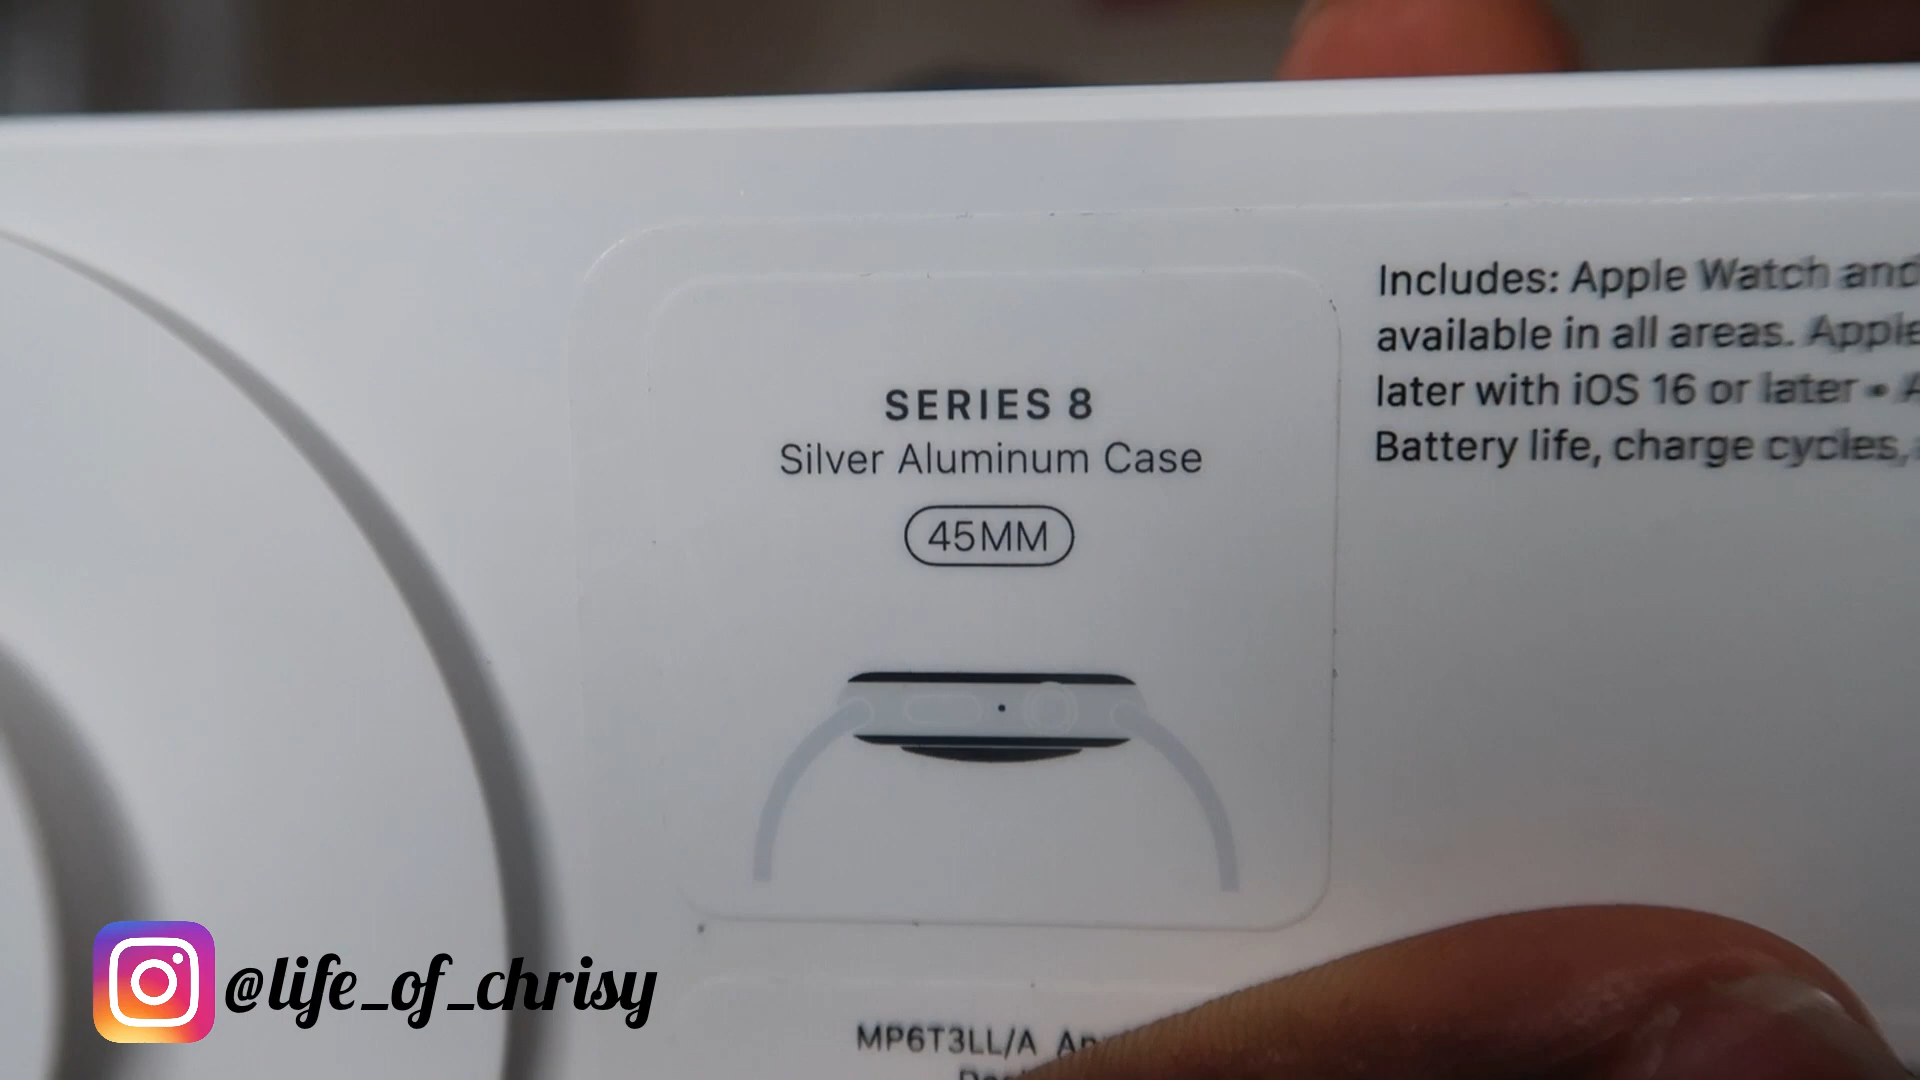 SERIES 8
Silver Aluminum Case
45MM
Includes: Apple Watch and
available in all areas. Apple
later with iOS 16 or later •
Battery life, charge cycles,
MP6T3LL/A
@life_of_chrisy